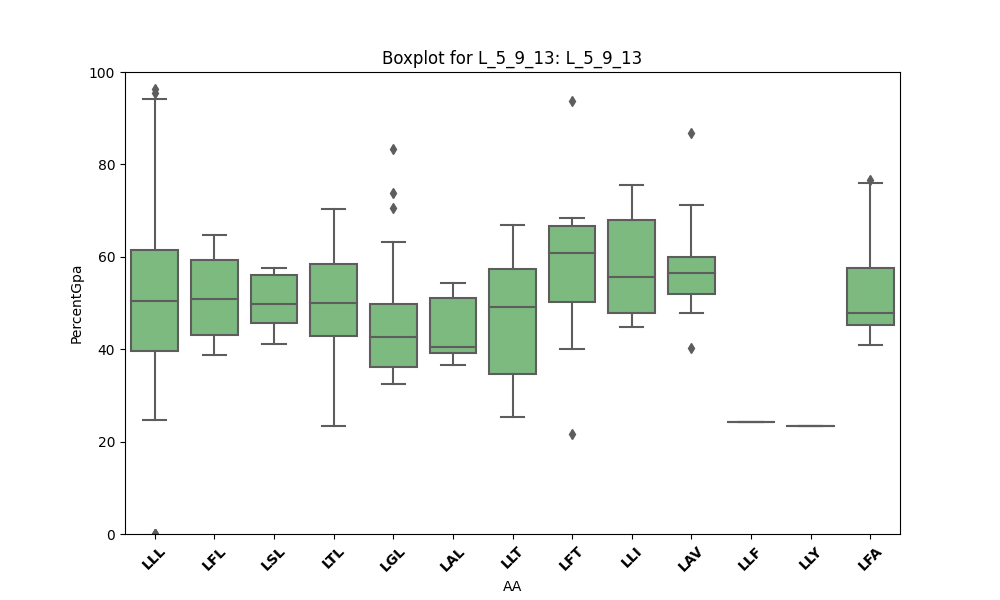 Boxplot for L_5_9_13: L_5_9_13
PercentGpa
100
80
60
40
20
0
LLL LFL LSL LTL LGL LAL LLT LFT LLI LAV LLF LLY LFA
AA